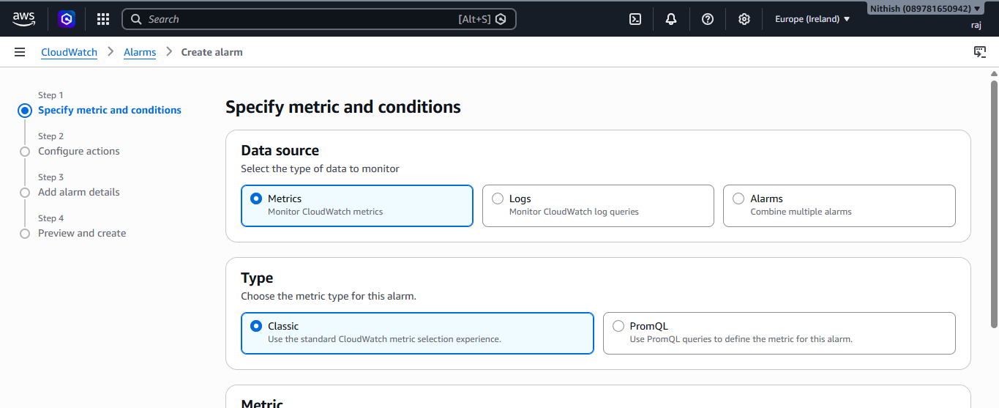 aws
Search
[Alt+S]
Europe (Ireland)
Nithish (089781650942)
raj
CloudWatch
Alarms
Create alarm
Step 1
Specify metric and conditions
Step 2
Configure actions
Step 3
Add alarm details
Step 4
Preview and create
Specify metric and conditions
Data source
Select the type of data to monitor
Metrics
Monitor CloudWatch metrics
Logs
Monitor CloudWatch log queries
Alarms
Combine multiple alarms
Type
Choose the metric type for this alarm.
Classic
Use the standard CloudWatch metric selection experience.
PromQL
Use PromQL queries to define the metric for this alarm.
Metric